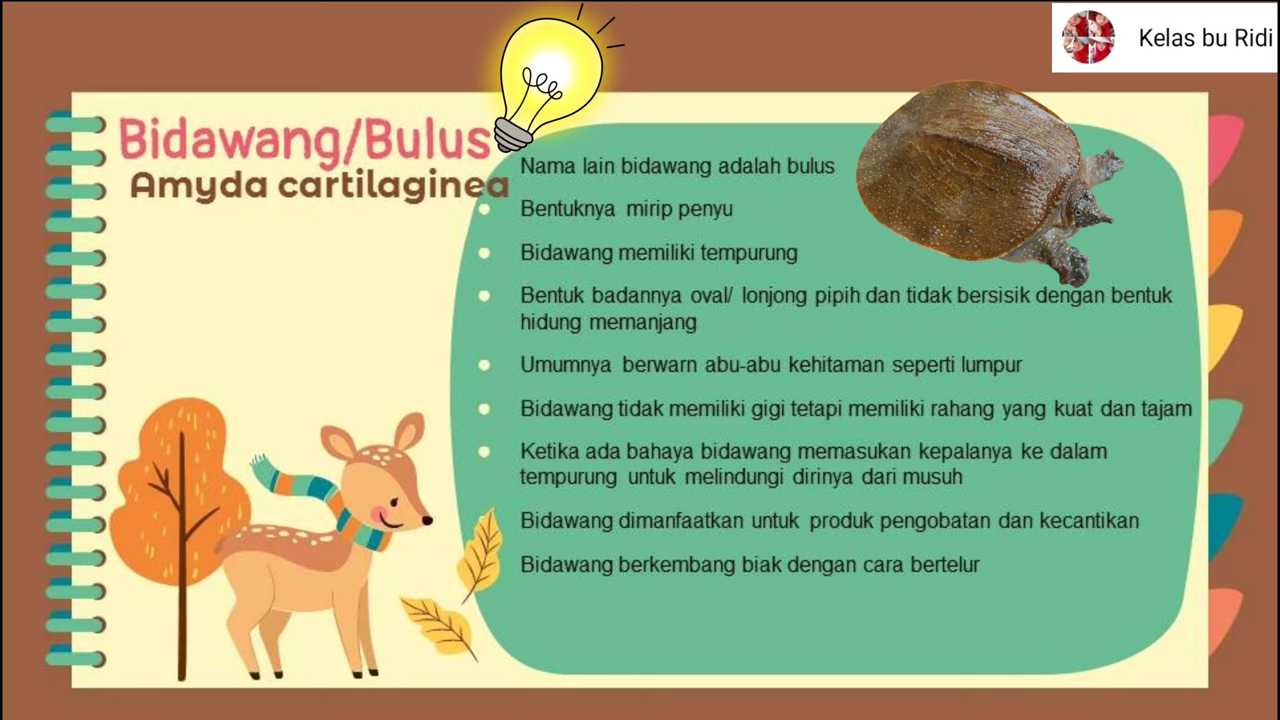 Kelas bu Ridi
Bidawang/Bulus
Amyda cartilaginea
Nama lain bidawang adalah bulus
Bentuknya mirip penyu
Bidawang memiliki tempurung
Bentuk badannya oval/ lonjong pipih dan tidak bersisik dengan bentuk
hidung memanjang
Umumnya berwarn abu-abu kehitaman seperti lumpur
Bidawang tidak memiliki gigi tetapi memiliki rahang yang kuat dan tajam
Ketika ada bahaya bidawang memasukan kepalanya ke dalam
tempurung untuk melindungi dirinya dari musuh
Bidawang dimanfaatkan untuk produk pengobatan dan kecantikan
Bidawang berkembang biak dengan cara bertelur